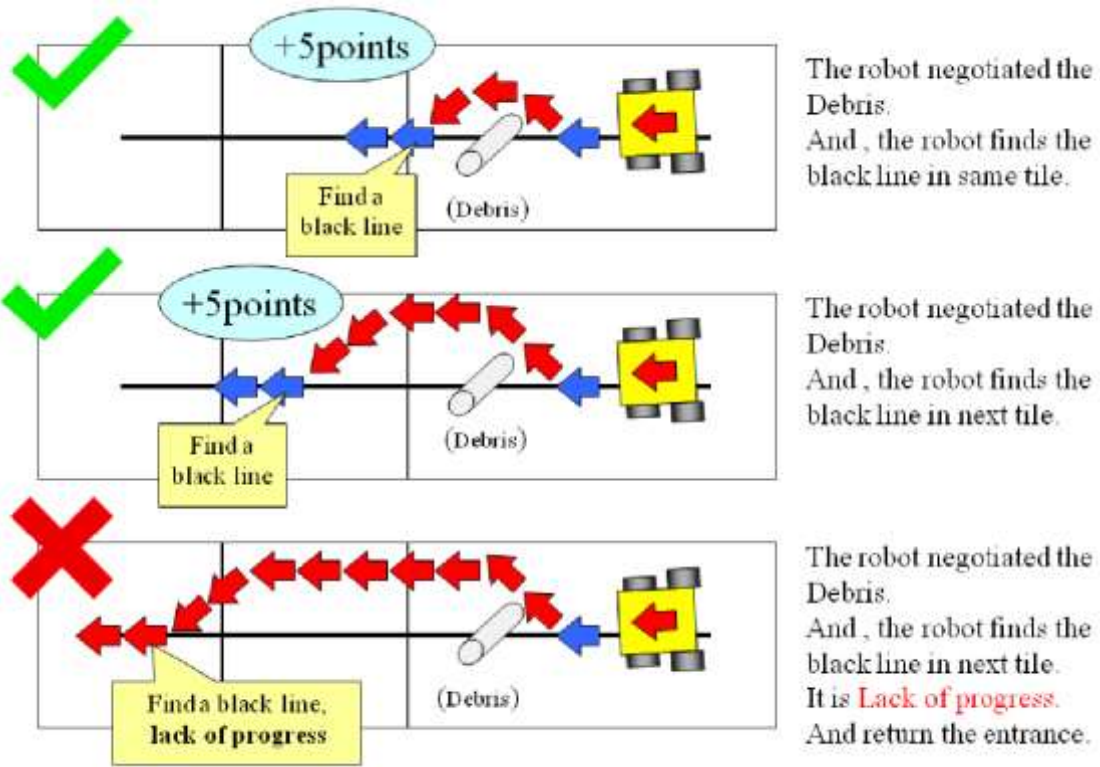 +5points
The robot negotiated the
Debris.
And , the robot finds the
black line in same tile.
Find a
black line
(Debris)
+5points
The robot negotiated the
Debris.
And , the robot finds the
black line in next tile.
Find a
black line
(Debris)
The robot negotiated the
Debris.
And , the robot finds the
black line in next tile.
It is Lack of progress.
And return the entrance.
Find a black line,
lack of progress
(Debris)